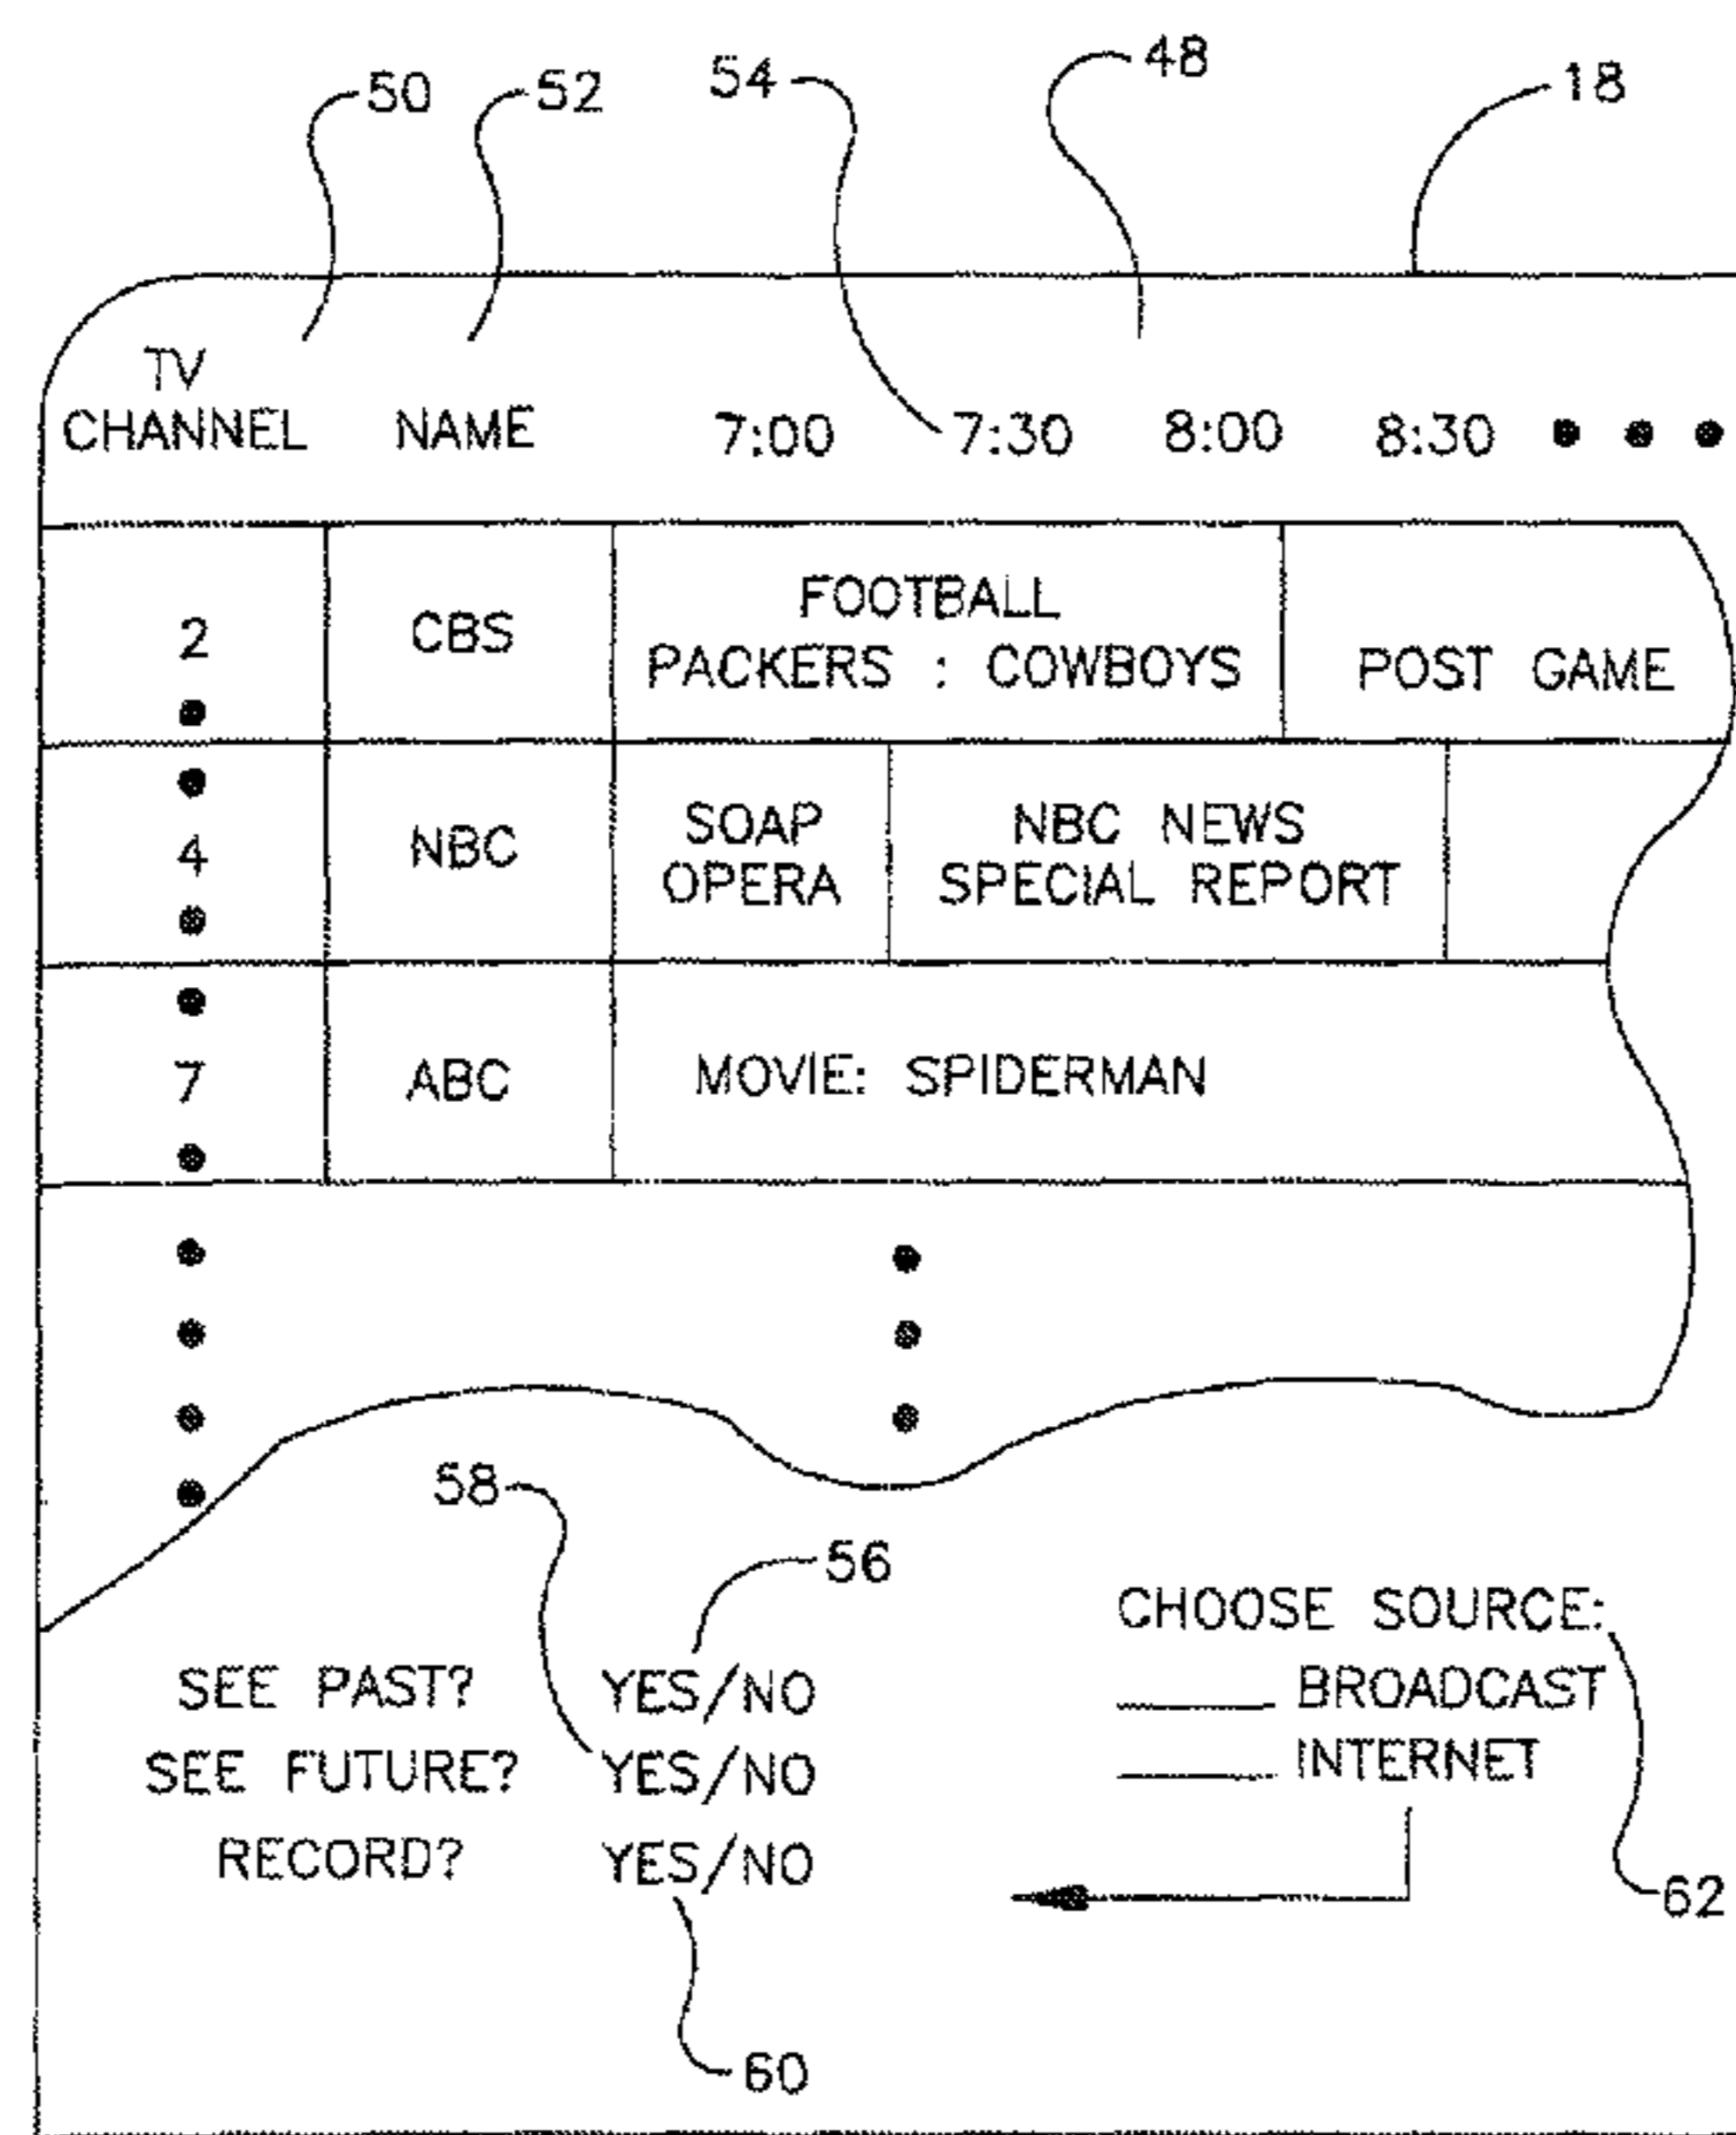 50 52 54 48 18
TV
CHANNEL NAME 7:00 7:30 8:00 8:30
2 CBS FOOTBALL
PACKERS : COWBOYS POST GAME
4 NBC SOAP
OPERA NBC NEWS
SPECIAL REPORT
7 ABC MOVIE: SPIDERMAN
58
56
CHOOSE SOURCE:
SEE PAST? YES/NO ____ BROADCAST
SEE FUTURE? YES/NO ____ INTERNET
RECORD? YES/NO
62
60